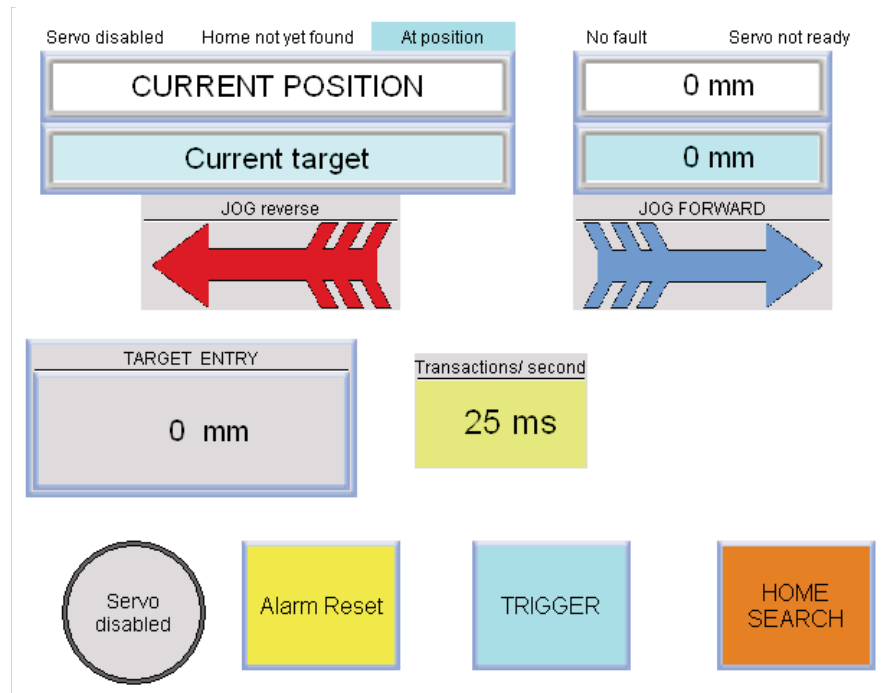 Servo disabled Home not yet found At position No fault Servo not ready
CURRENT POSITION 0 mm
Current target 0 mm
JOG reverse JOG FORWARD
TARGET ENTRY
Transactions/ second
0 mm
25 ms
Servo
disabled
Alarm Reset
TRIGGER
HOME
SEARCH